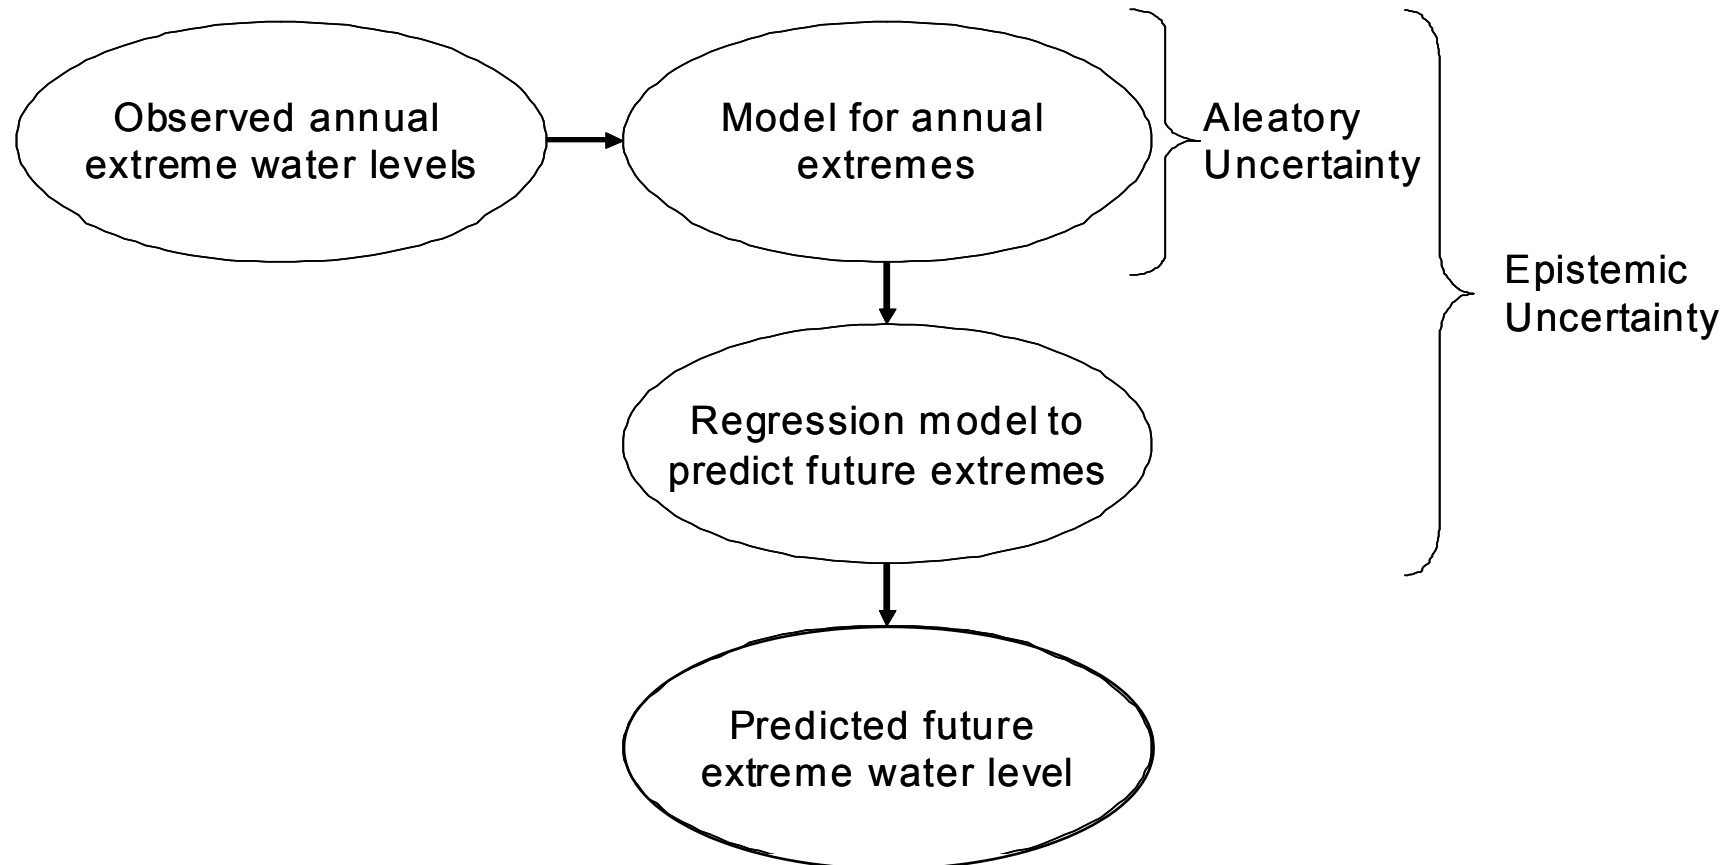 Observed annual
extreme water levels
Model for annual
extremes
Aleatory
Uncertainty
Epistemic
Uncertainty
Regression model to
predict future extremes
Predicted future
extreme water level